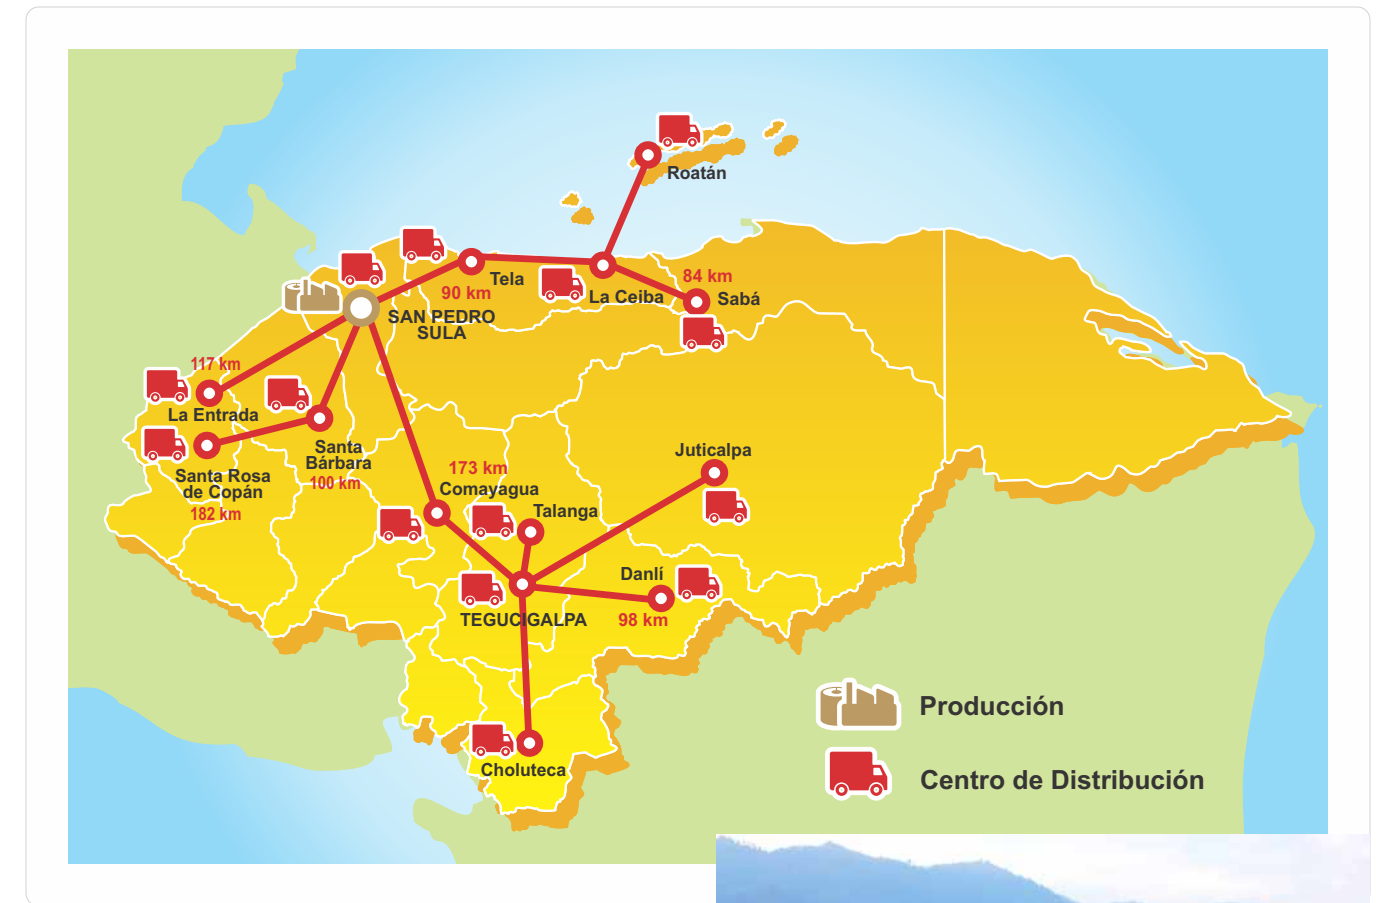 Roatán
84 km
Tela
90 km
La Ceiba
Sabá
SAN PEDRO
SULA
117 km
La Entrada
Santa
Bárbara
100 km
Santa Rosa
de Copán
182 km
173 km
Comayagua
Talanga
Juticalpa
Danlí
98 km
TEGUCIGALPA
Choluteca
Producción
Centro de Distribución